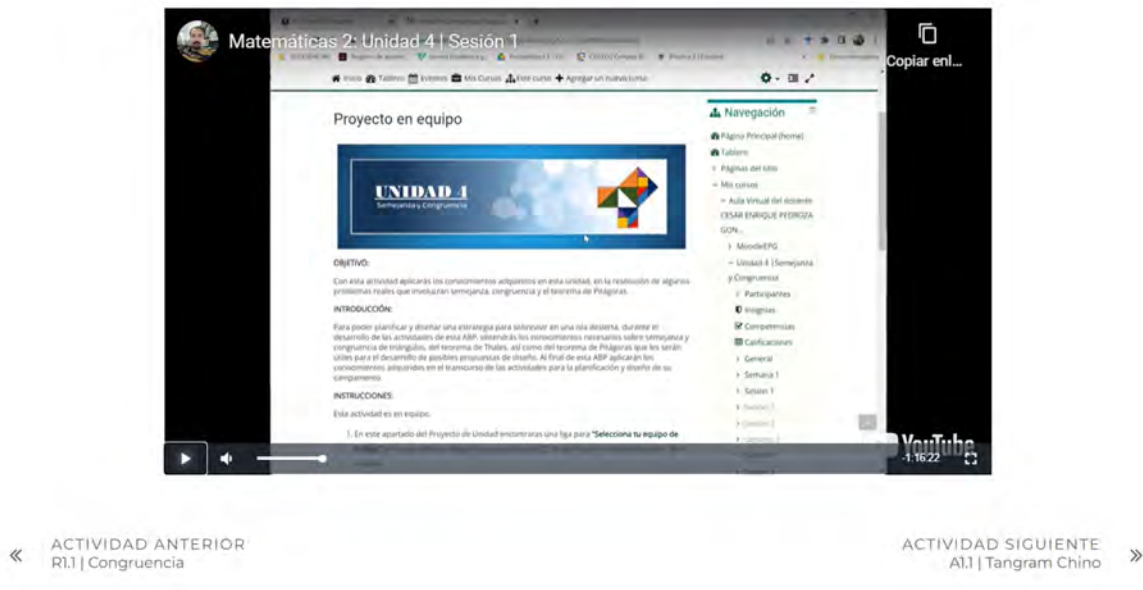 Matemáticas 2: Unidad 4 | Sesión 1
Copiar enl...
Inicio Tablero Eventos Mis Cursos Este curso Agregar un nuevo curso
Proyecto en equipo
UNIDAD 4
Semejanza y Congruencia
OBJETIVO:
Con esta actividad aplicarás los conocimientos adquiridos en esta unidad, en la resolución de algunos
problemas reales que involucran semejanza, congruencia y el teorema de Pitágoras.
INTRODUCCIÓN:
Para poder planificar y diseñar una estrategia para sobrevivir en una isla desierta, durante el
desarrollo de las actividades de esta ABP, obtendrás los conocimientos necesarios sobre semejanza y
congruencia de triángulos, del teorema de Thales, así como del teorema de Pitágoras que les serán
útiles para el desarrollo de posibles propuestas de diseño. Al final de esta ABP aplicarán los
conocimientos adquiridos en el transcurso de las actividades para la planificación y diseño de su
campamento.
INSTRUCCIONES:
Esta actividad es en equipo.
1. En este apartado del Proyecto de Unidad encontraras una liga para "Selecciona tu equipo de
Navegación
Página Principal (home)
Tablero
Páginas del sitio
Mis cursos
Aula Virtual del docente
CESAR ENRIQUE PEDROZA
GON...
MoodleEPG
Unidad 4 |Semejanza
y Congruencia
Participantes
Insignias
Competencias
Calificaciones
General
Semana 1
Sesión 1
YouTube
-1:16:22
ACTIVIDAD ANTERIOR
R1.1 | Congruencia
ACTIVIDAD SIGUIENTE
A1.1 | Tangram Chino